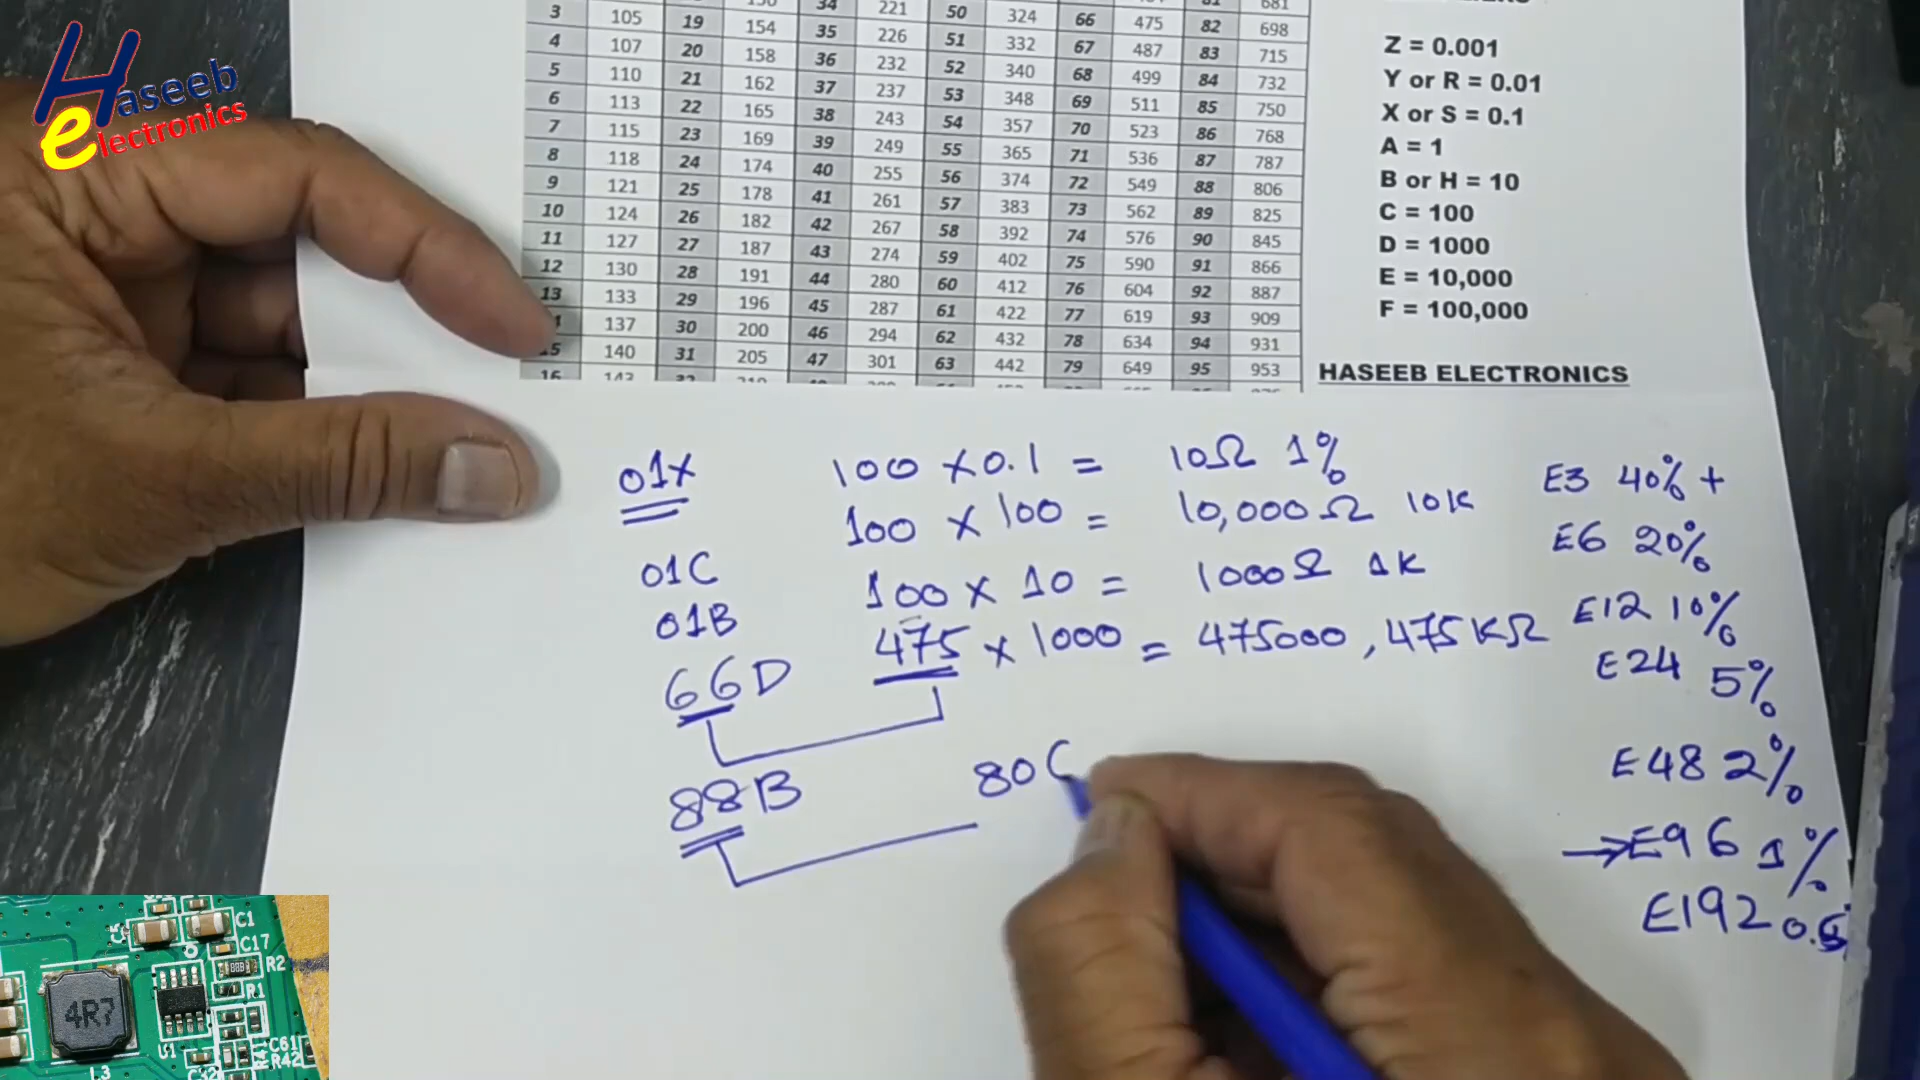 Haseeb
electronics
3 105 19 154 34 221 50 324 66 475 82 698
4 107 20 158 35 226 51 332 67 487 83 715
5 110 21 162 36 232 52 340 68 499 84 732
6 113 22 165 37 237 53 348 69 511 85 750
7 115 23 169 38 243 54 357 70 523 86 768
8 118 24 174 39 249 55 365 71 536 87 787
9 121 25 178 40 255 56 374 72 549 88 806
10 124 26 182 41 261 57 383 73 562 89 825
11 127 27 187 42 267 58 392 74 576 90 845
12 130 28 191 43 274 59 402 75 590 91 866
13 133 29 196 44 280 60 412 76 604 92 887
137 30 200 45 287 61 422 77 619 93 909
15 140 31 205 46 294 62 432 78 634 94 931
16 47 301 63 442 79 649 95 953
Z = 0.001
Y or R = 0.01
X or S = 0.1
A = 1
B or H = 10
C = 100
D = 1000
E = 10,000
F = 100,000
HASEEB ELECTRONICS
01X 100 x 0.1 = 10Ω 1%
100 x 100 = 10,000Ω 10K
01C 100 x 10 = 1000Ω 1K
01B 475 x 1000 = 475000, 475KΩ
66D
88B 80C
E3 40% +
E6 20%
E12 10%
E24 5%
E48 2%
→E96 1%
E192 0.5
C1
C17
R2
88B
R1
4R7
U1
C61
R42
C32
L3